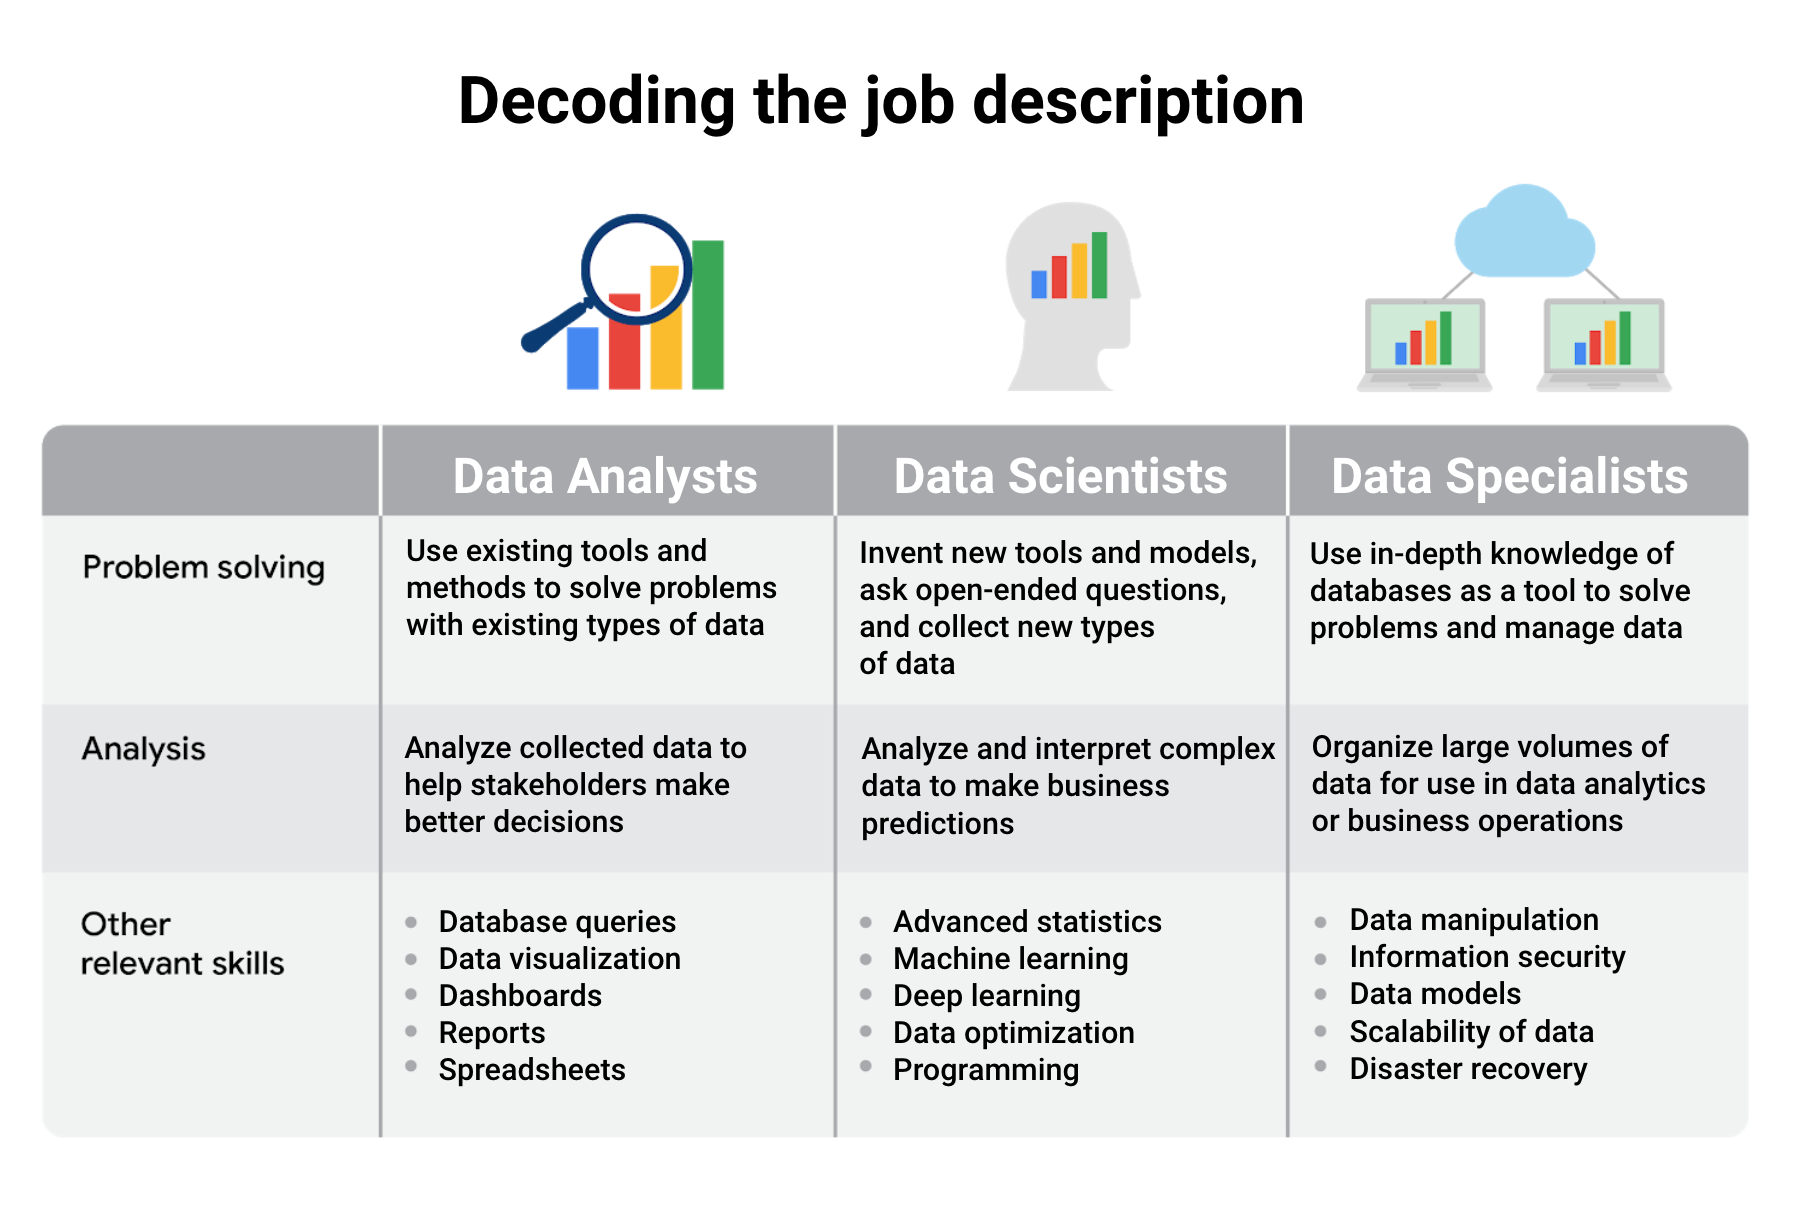 Decoding the job description
Data Analysts
Data Scientists
Data Specialists
Problem solving
Use existing tools and
methods to solve problems
with existing types of data
Invent new tools and models,
ask open-ended questions,
and collect new types
of data
Use in-depth knowledge of
databases as a tool to solve
problems and manage data
Analysis
Analyze collected data to
help stakeholders make
better decisions
Analyze and interpret complex
data to make business
predictions
Organize large volumes of
data for use in data analytics
or business operations
Other
relevant skills
Database queries
Data visualization
Dashboards
Reports
Spreadsheets
Advanced statistics
Machine learning
Deep learning
Data optimization
Programming
Data manipulation
Information security
Data models
Scalability of data
Disaster recovery